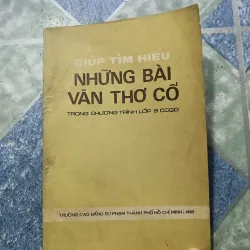 GIÚP TÌM HIỂU
NHỮNG BÀI
VĂN THƠ CỔ
TRONG CHƯƠNG TRÌNH LỚP 9 CCGD
TRƯỜNG CAO ĐẲNG SƯ PHẠM THÀNH PHỐ HỒ CHÍ MINH